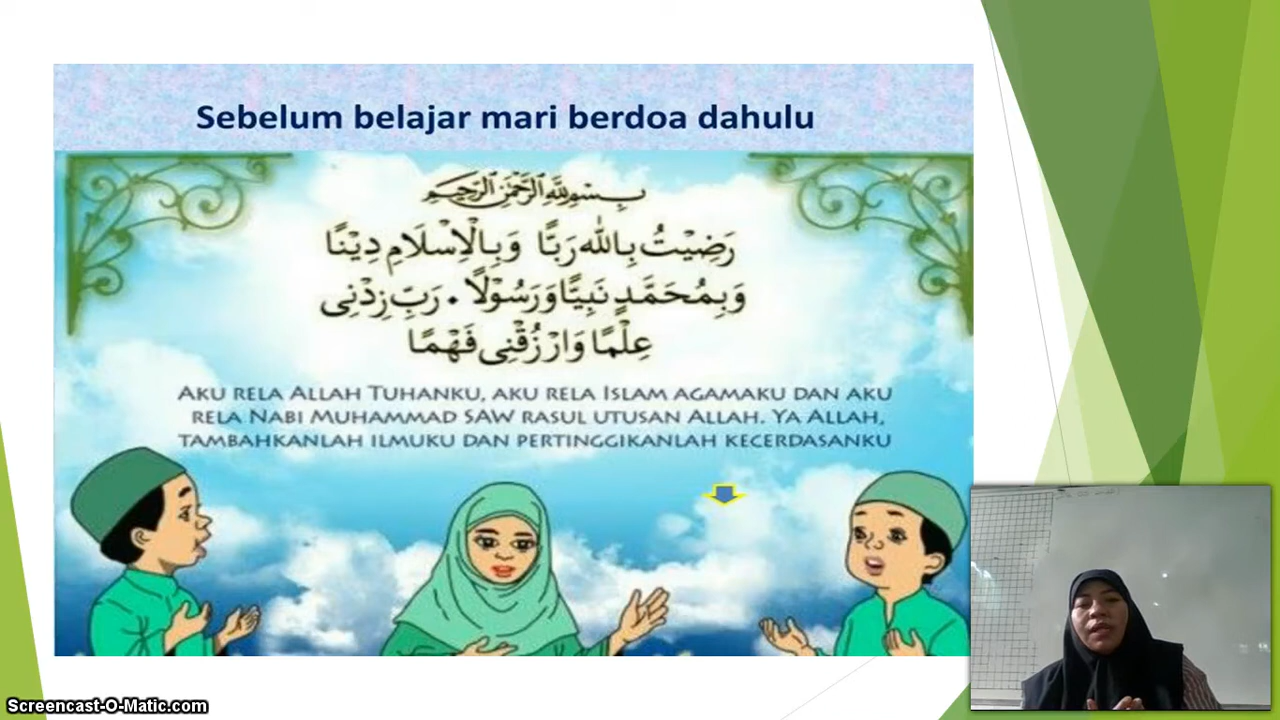 Sebelum belajar mari berdoa dahulu
بِسْمِ اللهِ الرَّحْمٰنِ الرَّحِيْمِ
رَضِيْتُ بِاللهِ رَبًّا وَبِالْاِسْلَامِ دِيْنًا
وَبِمُحَمَّدٍ نَبِيًّا وَرَسُوْلًا . رَبِّ زِدْنِى
عِلْمًا وَارْزُقْنِى فَهْمًا
AKU RELA ALLAH TUHANKU, AKU RELA ISLAM AGAMAKU DAN AKU
RELA NABI MUHAMMAD SAW RASUL UTUSAN ALLAH. YA ALLAH,
TAMBAHKANLAH ILMUKU DAN PERTINGGIKANLAH KECERDASANKU
Screencast-O-Matic.com